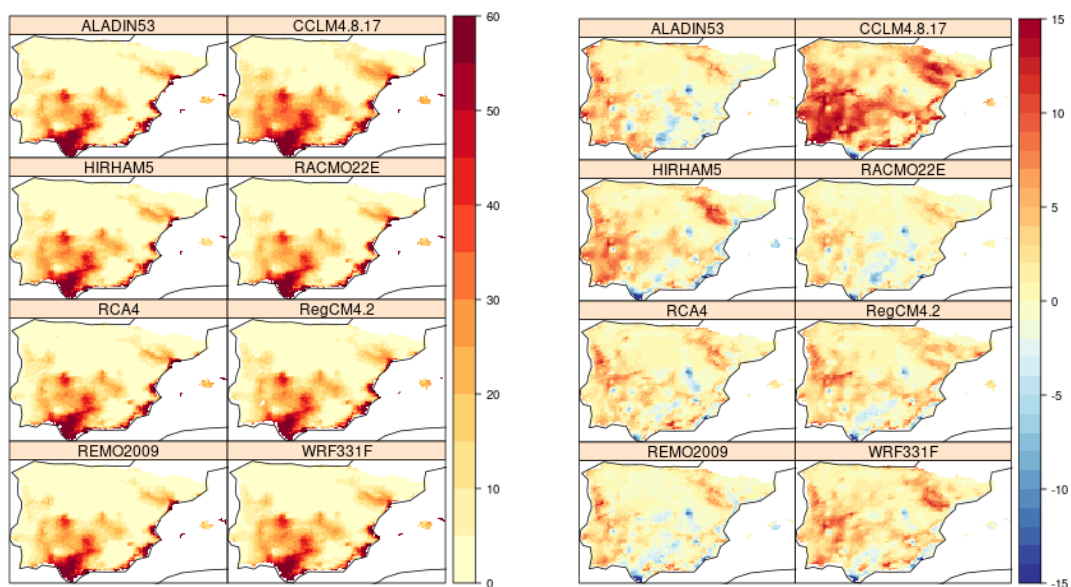 ALADIN53 CCLM4.8.17
HIRHAM5 RACMO22E
RCA4 RegCM4.2
REMO2009 WRF331F
60
50
40
30
20
10
0
ALADIN53 CCLM4.8.17
HIRHAM5 RACMO22E
RCA4 RegCM4.2
REMO2009 WRF331F
15
10
5
0
-5
-10
-15